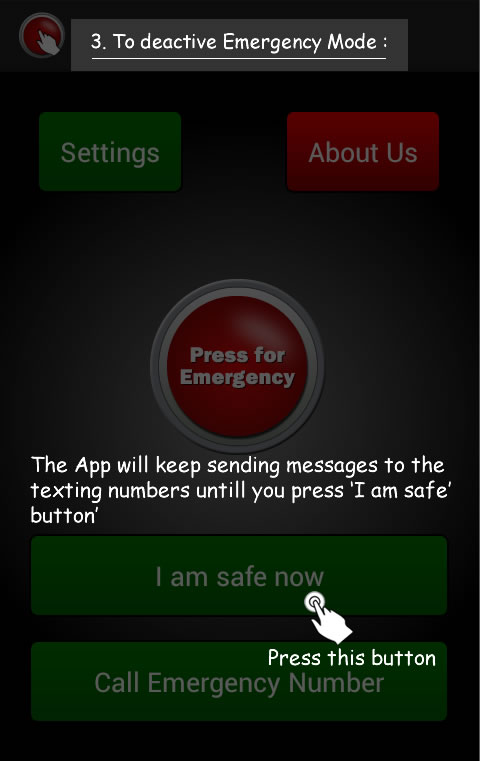 3. To deactive Emergency Mode :
Settings
About Us
Press for
Emergency
The App will keep sending messages to the
texting numbers untill you press 'I am safe'
button'
I am safe now
Press this button
Call Emergency Number